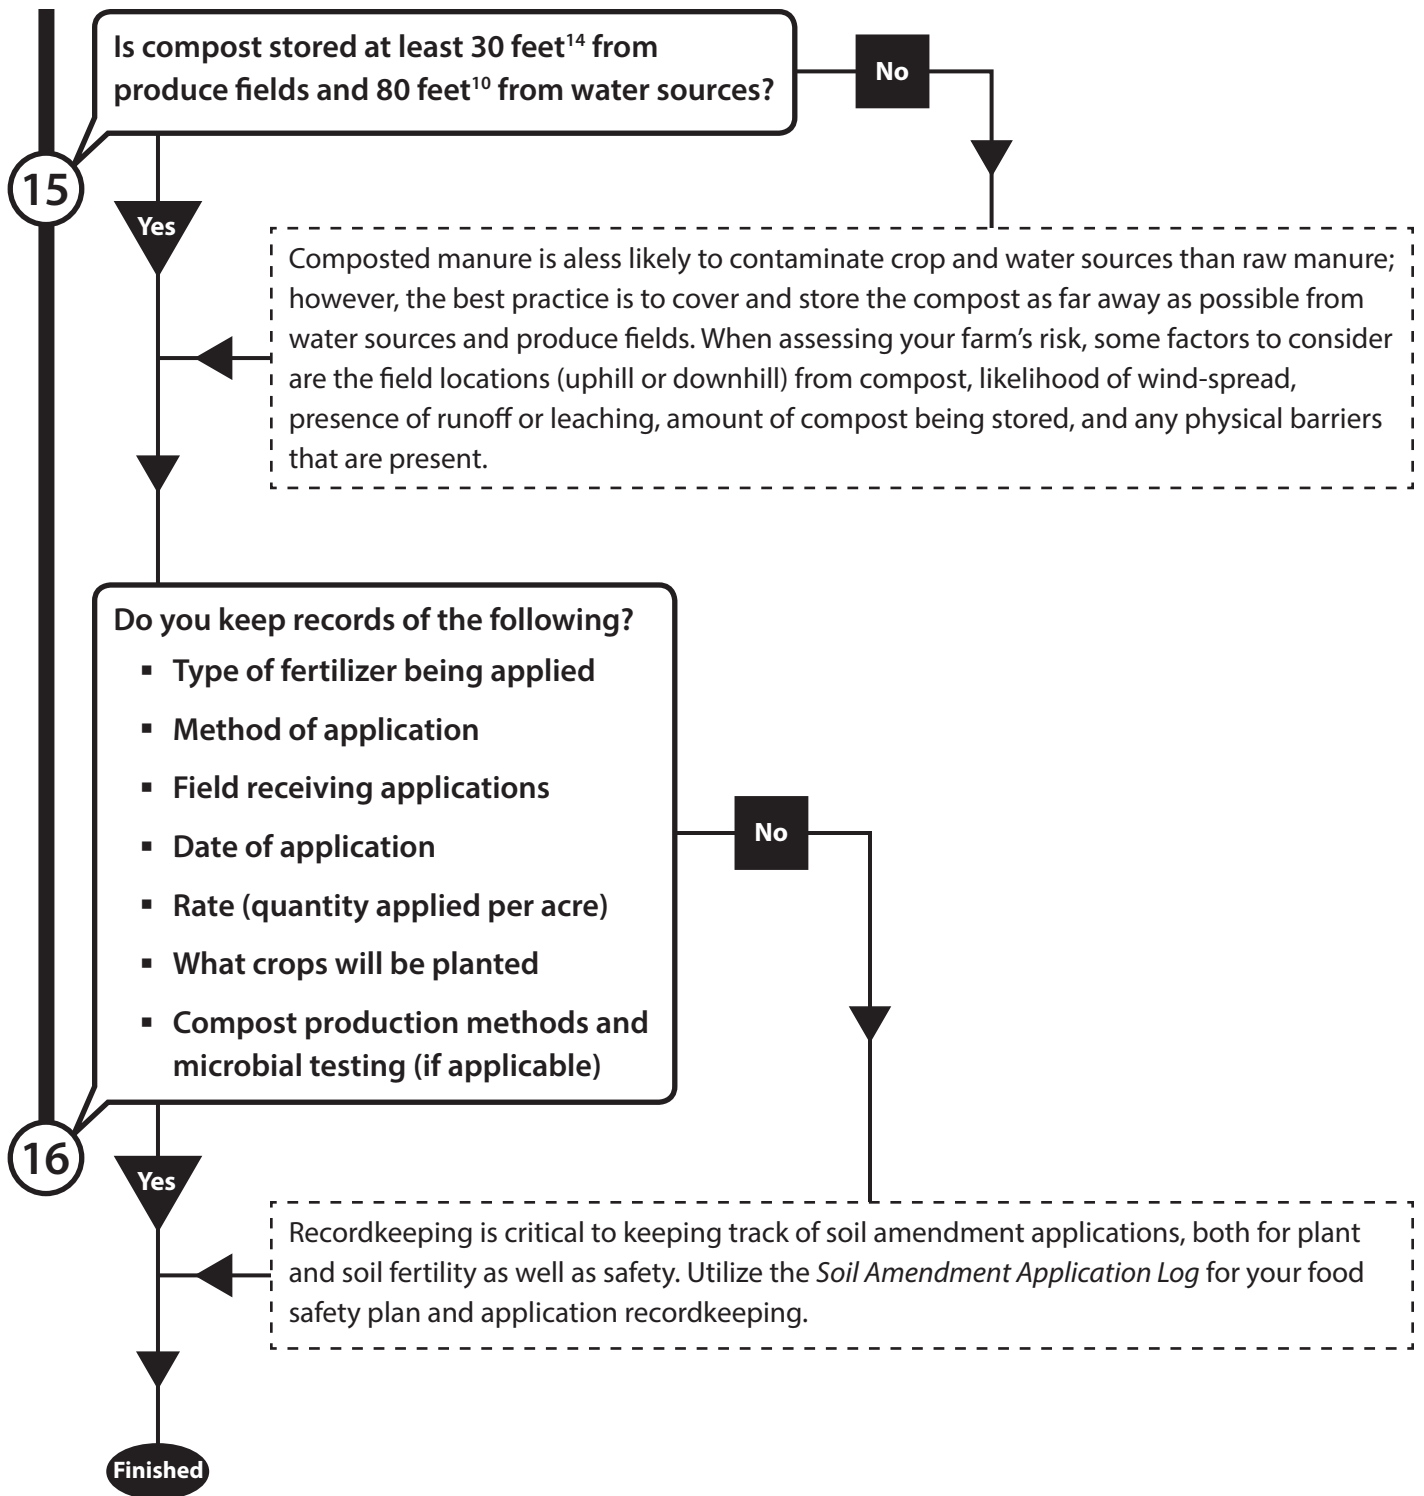 Is compost stored at least 30 feet14 from
produce fields and 80 feet10 from water sources?
No
15
Yes
Composted manure is aless likely to contaminate crop and water sources than raw manure;
however, the best practice is to cover and store the compost as far away as possible from
water sources and produce fields. When assessing your farm's risk, some factors to consider
are the field locations (uphill or downhill) from compost, likelihood of wind-spread,
presence of runoff or leaching, amount of compost being stored, and any physical barriers
that are present.
Do you keep records of the following?
▪ Type of fertilizer being applied
▪ Method of application
▪ Field receiving applications
▪ Date of application
▪ Rate (quantity applied per acre)
▪ What crops will be planted
▪ Compost production methods and
microbial testing (if applicable)
No
16
Yes
Recordkeeping is critical to keeping track of soil amendment applications, both for plant
and soil fertility as well as safety. Utilize the Soil Amendment Application Log for your food
safety plan and application recordkeeping.
Finished